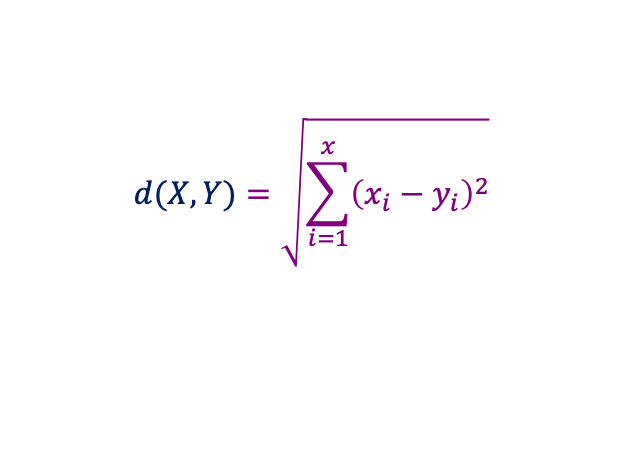 d(X, Y) = √∑_{i=1}^{x} (x_i − y_i)^2